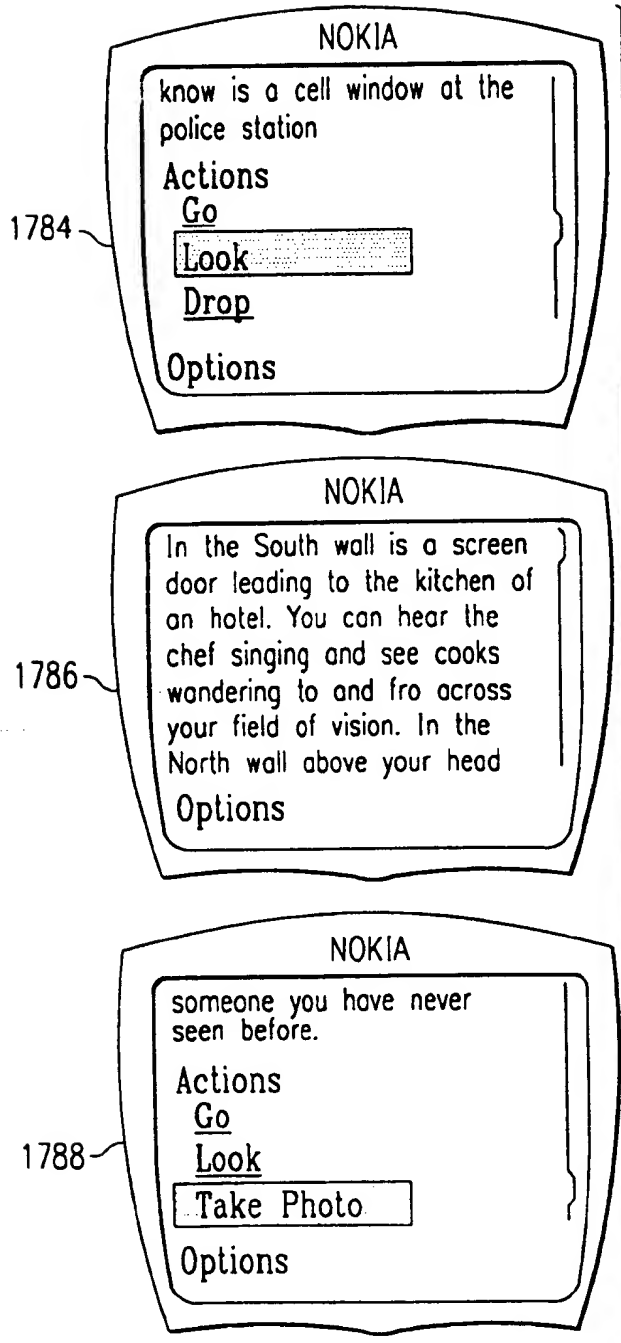 NOKIA
know is a cell window at the
police station
Actions
Go
1784
Look
Drop
Options
NOKIA
In the South wall is a screen
door leading to the kitchen of
an hotel. You can hear the
chef singing and see cooks
1786
wandering to and fro across
your field of vision. In the
North wall above your head
Options
NOKIA
someone you have never
seen before.
Actions
Go
1788
Look
Take Photo
Options